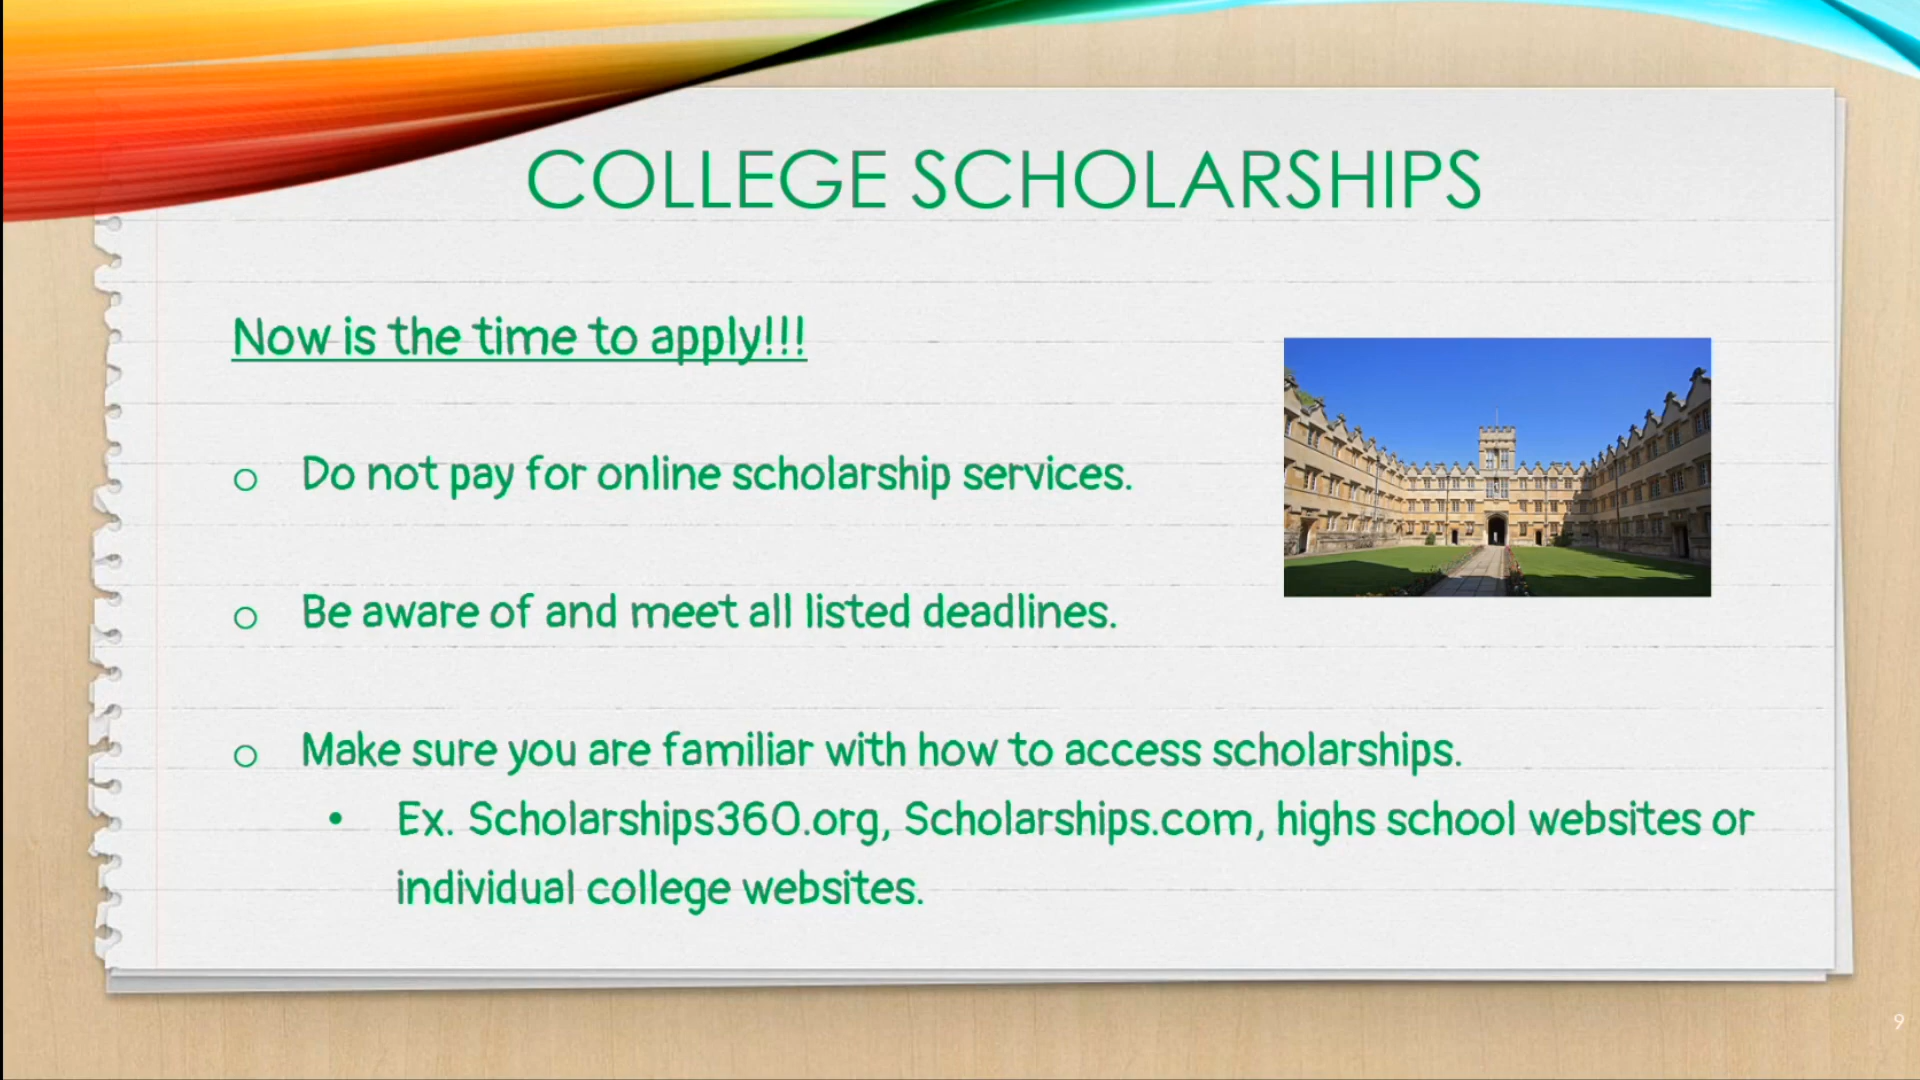 COLLEGE SCHOLARSHIPS
Now is the time to apply!!!
o Do not pay for online scholarship services.
o Be aware of and meet all listed deadlines.
o Make sure you are familiar with how to access scholarships.
• Ex. Scholarships360.org, Scholarships.com, highs school websites or
individual college websites.
9